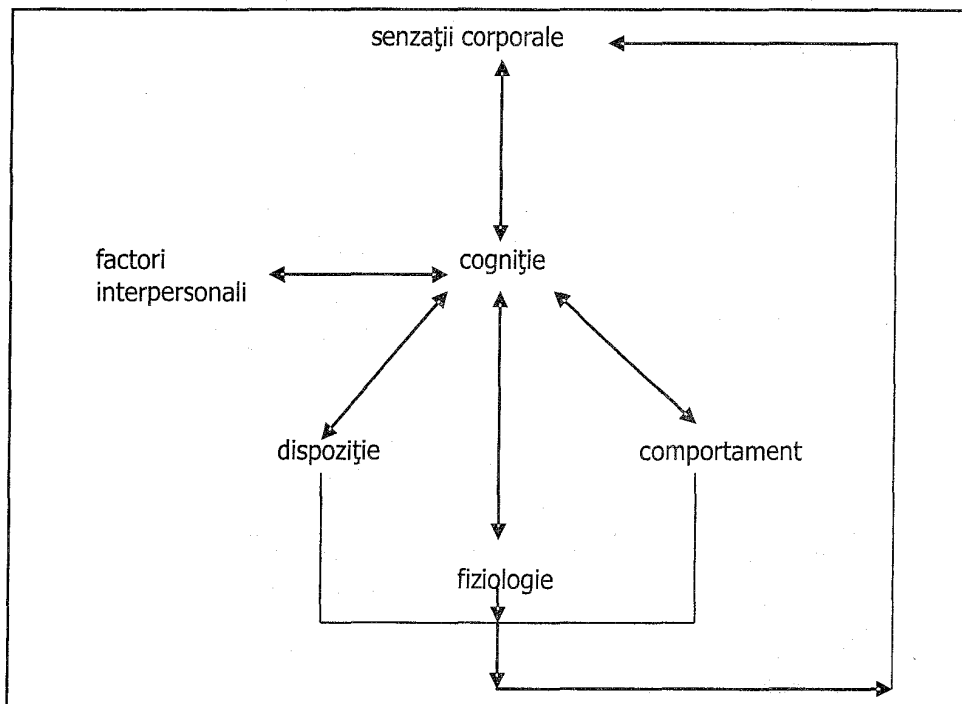 senzaţii corporale
factori
interpersonali
cogniţie
dispoziţie
comportament
fiziologie